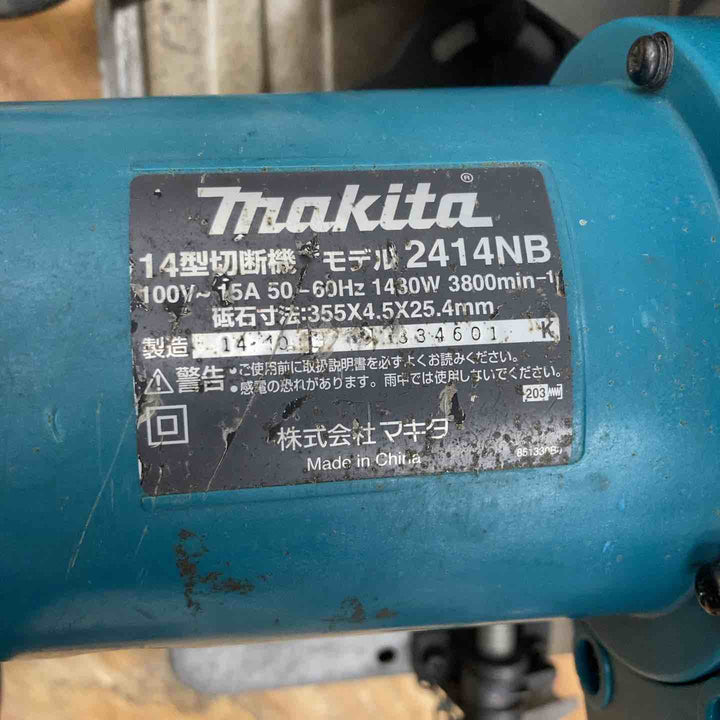 makita®
14型切断機 モデル 2414NB
100V～ 15A 50-60Hz 1430W 3800min-1
砥石寸法:355X4.5X25.4mm
製造 14 10 334601 K
⚠警告 •ご使用前に取扱説明書を必ずよくお読みください。
•感電の恐れがあります。雨中では使用しないでください。
203
株式会社 マキタ
Made in China